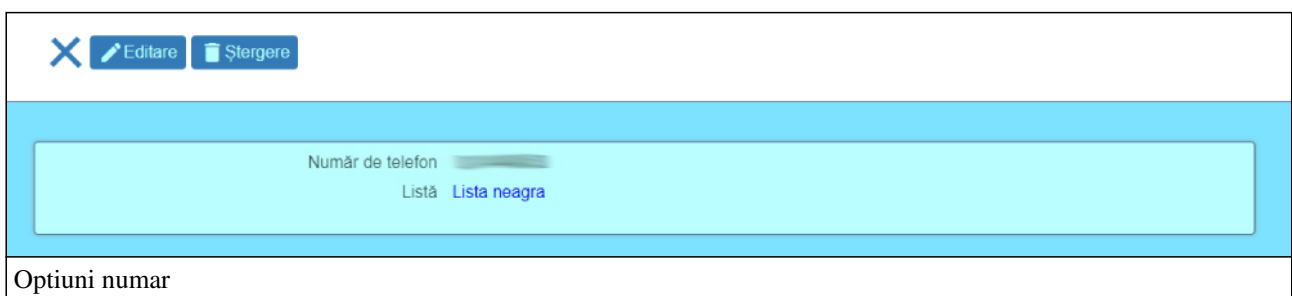 Editare Ștergere
Număr de telefon
Listă Lista neagra
Optiuni numar